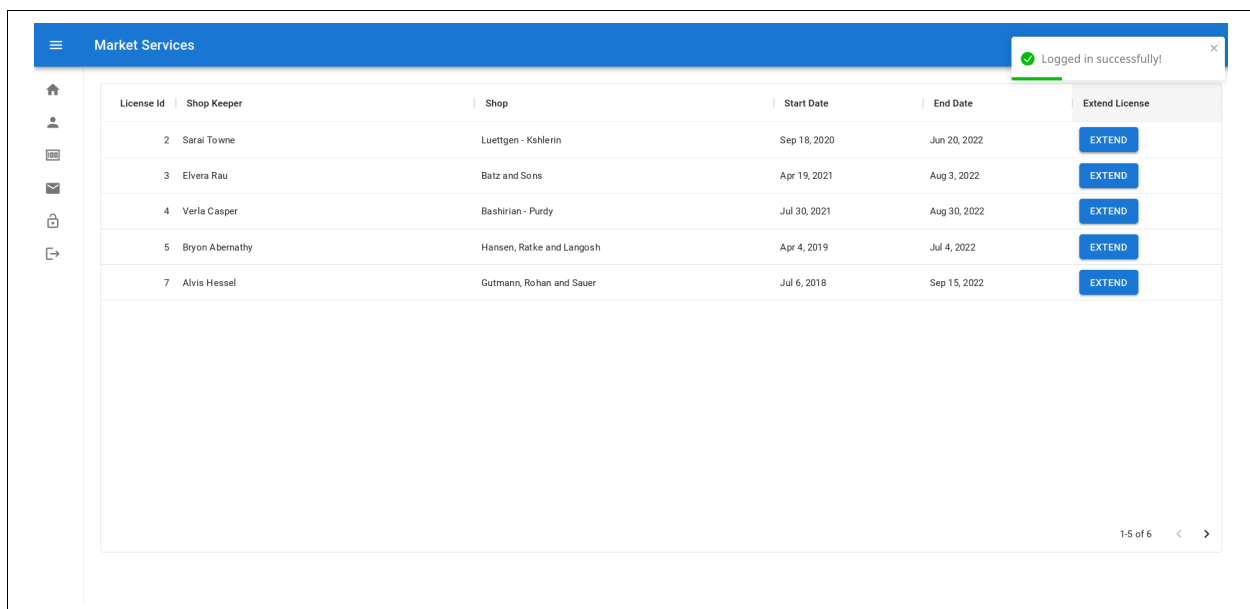 Market Services
Logged in successfully!
License Id Shop Keeper Shop Start Date End Date Extend License
2 Sarai Towne Luettgen - Kshlerin Sep 18, 2020 Jun 20, 2022 EXTEND
3 Elvera Rau Batz and Sons Apr 19, 2021 Aug 3, 2022 EXTEND
4 Verla Casper Bashirian - Purdy Jul 30, 2021 Aug 30, 2022 EXTEND
5 Bryon Abernathy Hansen, Ratke and Langosh Apr 4, 2019 Jul 4, 2022 EXTEND
7 Alvis Hessel Gutmann, Rohan and Sauer Jul 6, 2018 Sep 15, 2022 EXTEND
1-5 of 6